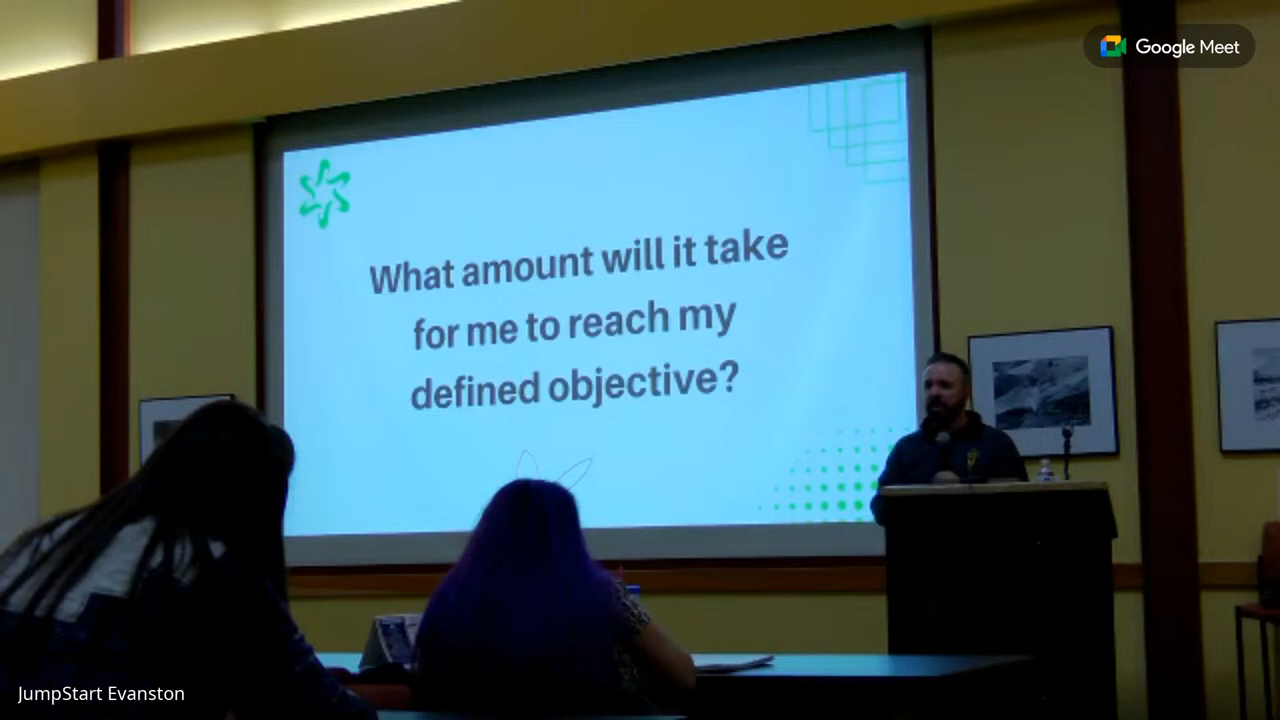 Google Meet
What amount will it take
for me to reach my
defined objective?
JumpStart Evanston